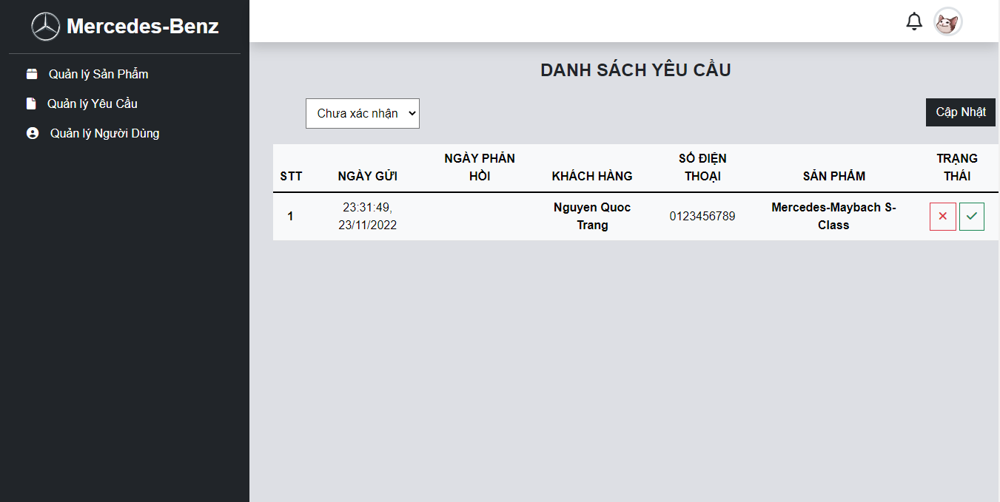 Mercedes-Benz
Quản lý Sản Phẩm
Quản lý Yêu Cầu
Quản lý Người Dùng
DANH SÁCH YÊU CẦU
Chưa xác nhận
Cập Nhật
STT
NGÀY GỬI
NGÀY PHẢN
HỒI
KHÁCH HÀNG
SỐ ĐIỆN
THOẠI
SẢN PHẨM
TRẠNG
THÁI
1
23:31:49,
23/11/2022
Nguyen Quoc
Trang
0123456789
Mercedes-Maybach S-
Class